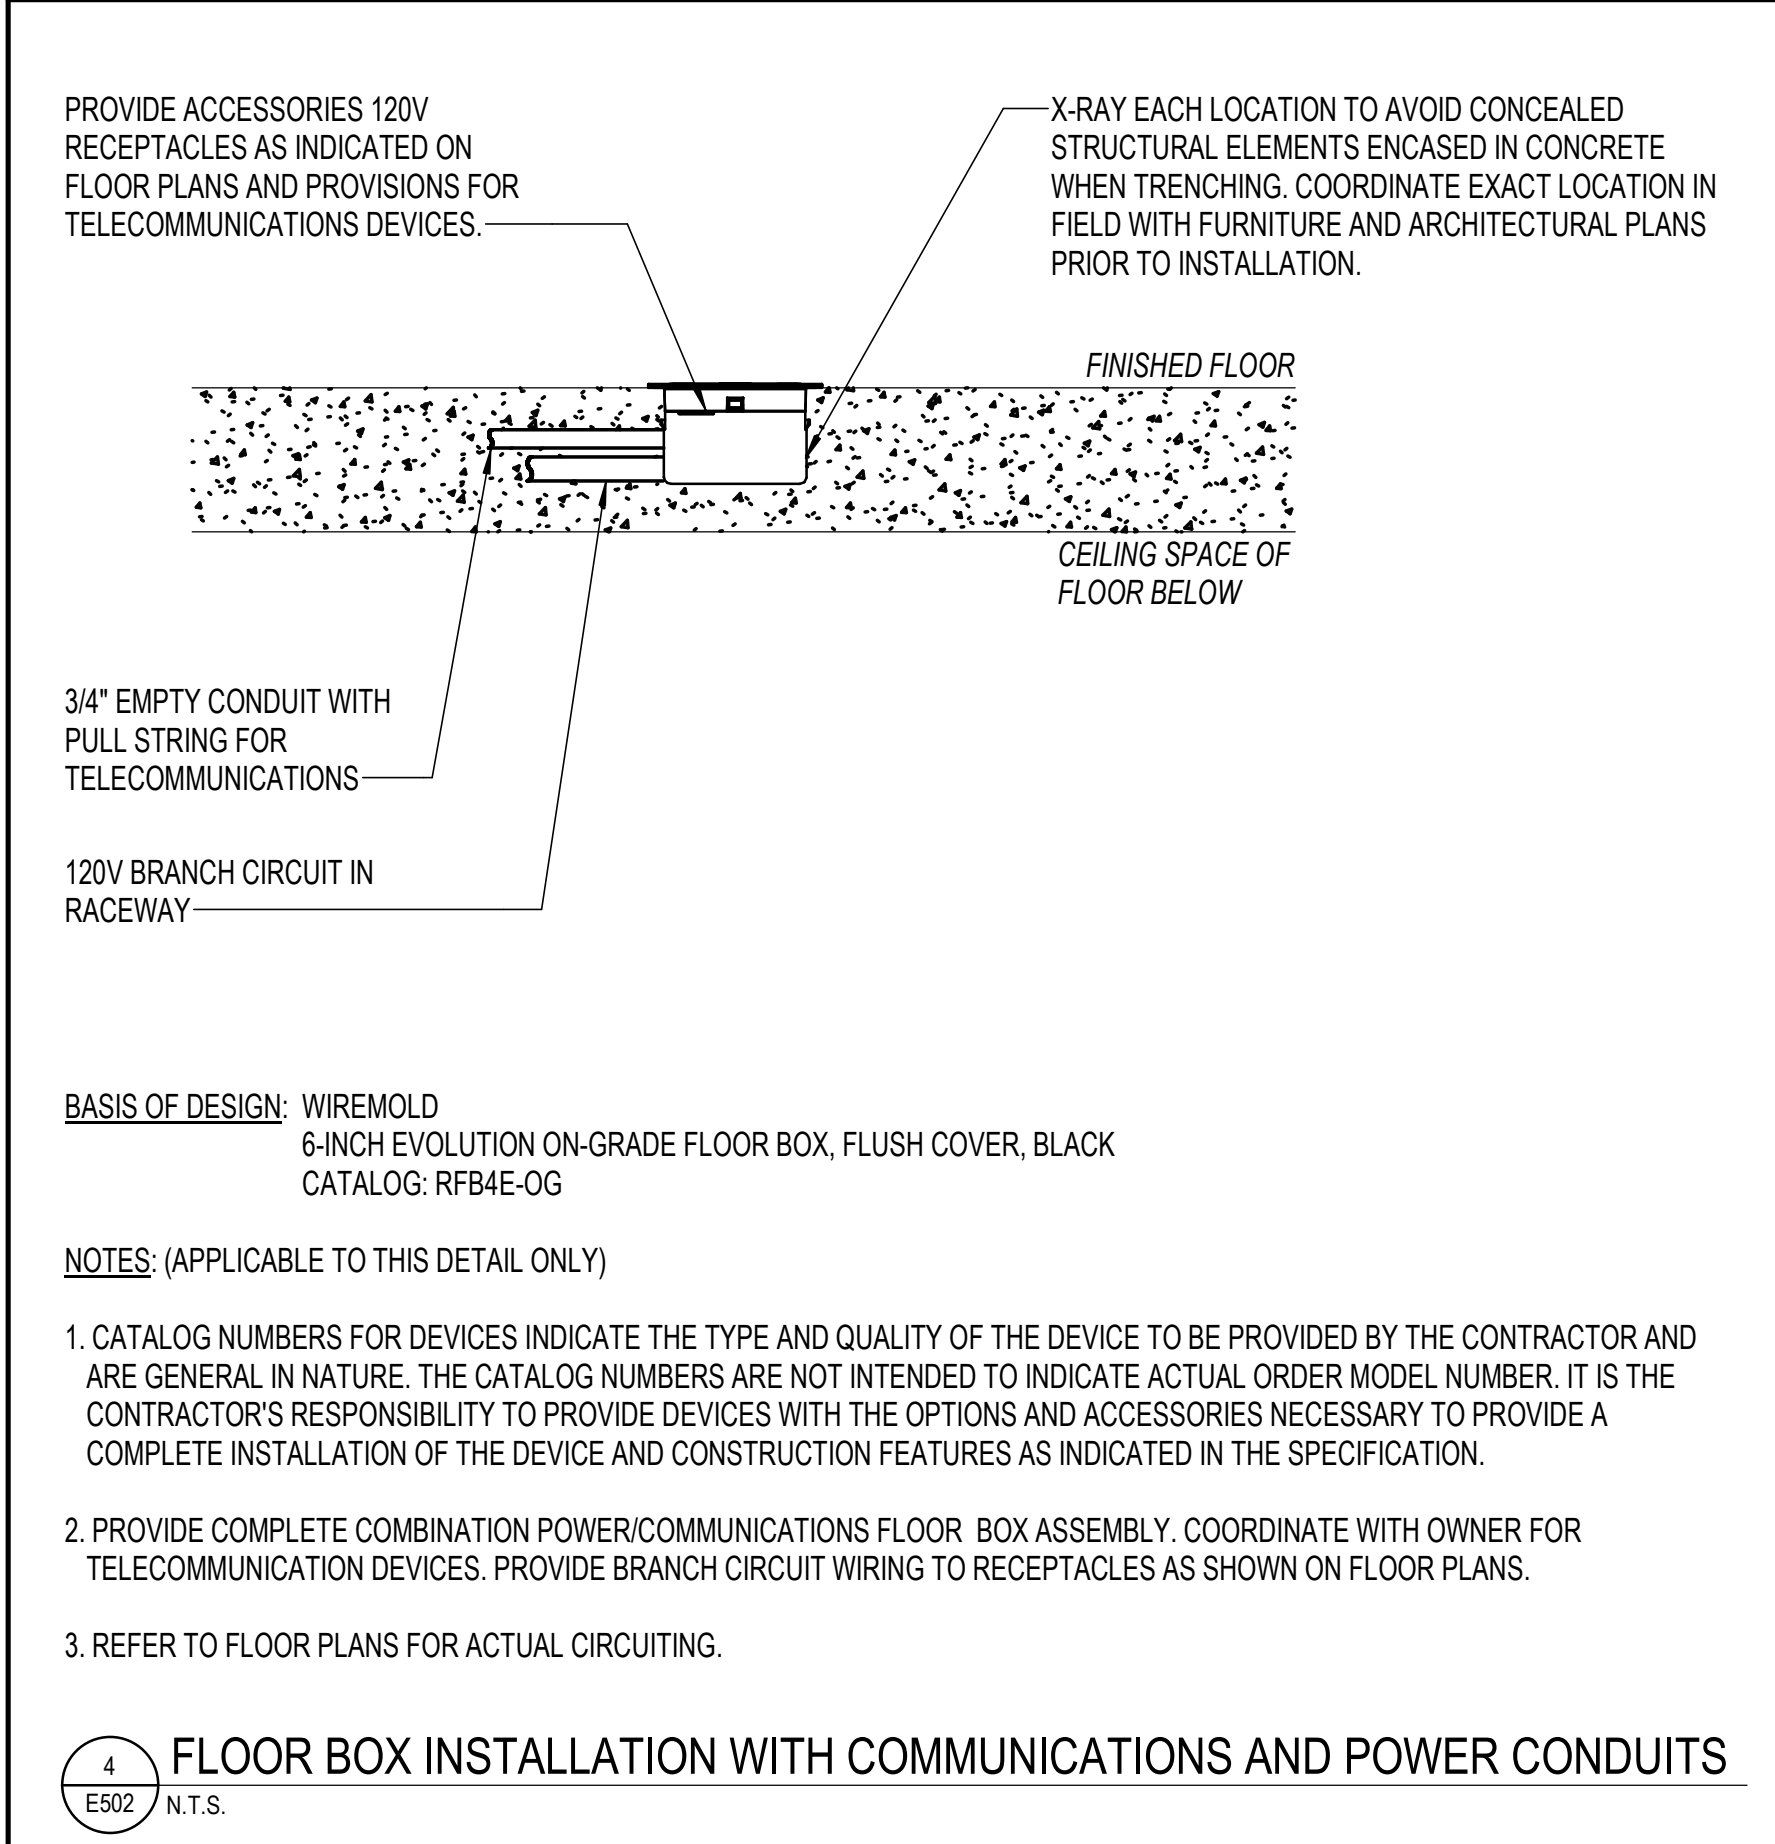 PROVIDE ACCESSORIES 120V
RECEPTACLES AS INDICATED ON
FLOOR PLANS AND PROVISIONS FOR
TELECOMMUNICATIONS DEVICES.
X-RAY EACH LOCATION TO AVOID CONCEALED
STRUCTURAL ELEMENTS ENCASED IN CONCRETE
WHEN TRENCHING. COORDINATE EXACT LOCATION IN
FIELD WITH FURNITURE AND ARCHITECTURAL PLANS
PRIOR TO INSTALLATION.
FINISHED FLOOR
CEILING SPACE OF
FLOOR BELOW
3/4" EMPTY CONDUIT WITH
PULL STRING FOR
TELECOMMUNICATIONS
120V BRANCH CIRCUIT IN
RACEWAY
BASIS OF DESIGN: WIREMOLD
6-INCH EVOLUTION ON-GRADE FLOOR BOX, FLUSH COVER, BLACK
CATALOG: RFB4E-OG
NOTES: (APPLICABLE TO THIS DETAIL ONLY)
1. CATALOG NUMBERS FOR DEVICES INDICATE THE TYPE AND QUALITY OF THE DEVICE TO BE PROVIDED BY THE CONTRACTOR AND
ARE GENERAL IN NATURE. THE CATALOG NUMBERS ARE NOT INTENDED TO INDICATE ACTUAL ORDER MODEL NUMBER. IT IS THE
CONTRACTOR'S RESPONSIBILITY TO PROVIDE DEVICES WITH THE OPTIONS AND ACCESSORIES NECESSARY TO PROVIDE A
COMPLETE INSTALLATION OF THE DEVICE AND CONSTRUCTION FEATURES AS INDICATED IN THE SPECIFICATION.
2. PROVIDE COMPLETE COMBINATION POWER/COMMUNICATIONS FLOOR BOX ASSEMBLY. COORDINATE WITH OWNER FOR
TELECOMMUNICATION DEVICES. PROVIDE BRANCH CIRCUIT WIRING TO RECEPTACLES AS SHOWN ON FLOOR PLANS.
3. REFER TO FLOOR PLANS FOR ACTUAL CIRCUITING.
4
FLOOR BOX INSTALLATION WITH COMMUNICATIONS AND POWER CONDUITS
E502
N.T.S.